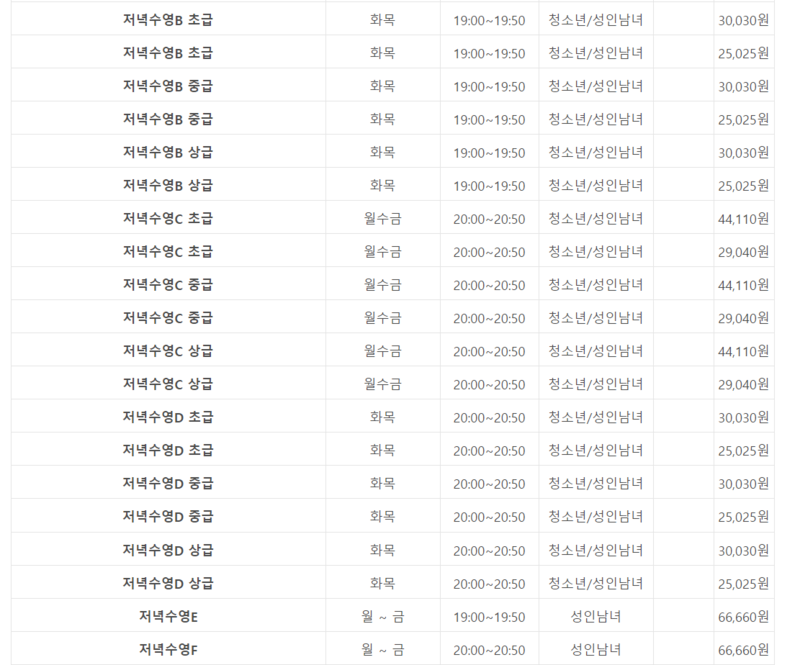 저녁수영B 초급 화목 19:00~19:50 청소년/성인남녀 30,030원
저녁수영B 초급 화목 19:00~19:50 청소년/성인남녀 25,025원
저녁수영B 중급 화목 19:00~19:50 청소년/성인남녀 30,030원
저녁수영B 중급 화목 19:00~19:50 청소년/성인남녀 25,025원
저녁수영B 상급 화목 19:00~19:50 청소년/성인남녀 30,030원
저녁수영B 상급 화목 19:00~19:50 청소년/성인남녀 25,025원
저녁수영C 초급 월수금 20:00~20:50 청소년/성인남녀 44,110원
저녁수영C 초급 월수금 20:00~20:50 청소년/성인남녀 29,040원
저녁수영C 중급 월수금 20:00~20:50 청소년/성인남녀 44,110원
저녁수영C 중급 월수금 20:00~20:50 청소년/성인남녀 29,040원
저녁수영C 상급 월수금 20:00~20:50 청소년/성인남녀 44,110원
저녁수영C 상급 월수금 20:00~20:50 청소년/성인남녀 29,040원
저녁수영D 초급 화목 20:00~20:50 청소년/성인남녀 30,030원
저녁수영D 초급 화목 20:00~20:50 청소년/성인남녀 25,025원
저녁수영D 중급 화목 20:00~20:50 청소년/성인남녀 30,030원
저녁수영D 중급 화목 20:00~20:50 청소년/성인남녀 25,025원
저녁수영D 상급 화목 20:00~20:50 청소년/성인남녀 30,030원
저녁수영D 상급 화목 20:00~20:50 청소년/성인남녀 25,025원
저녁수영E 월 ~ 금 19:00~19:50 성인남녀 66,660원
저녁수영F 월 ~ 금 20:00~20:50 성인남녀 66,660원